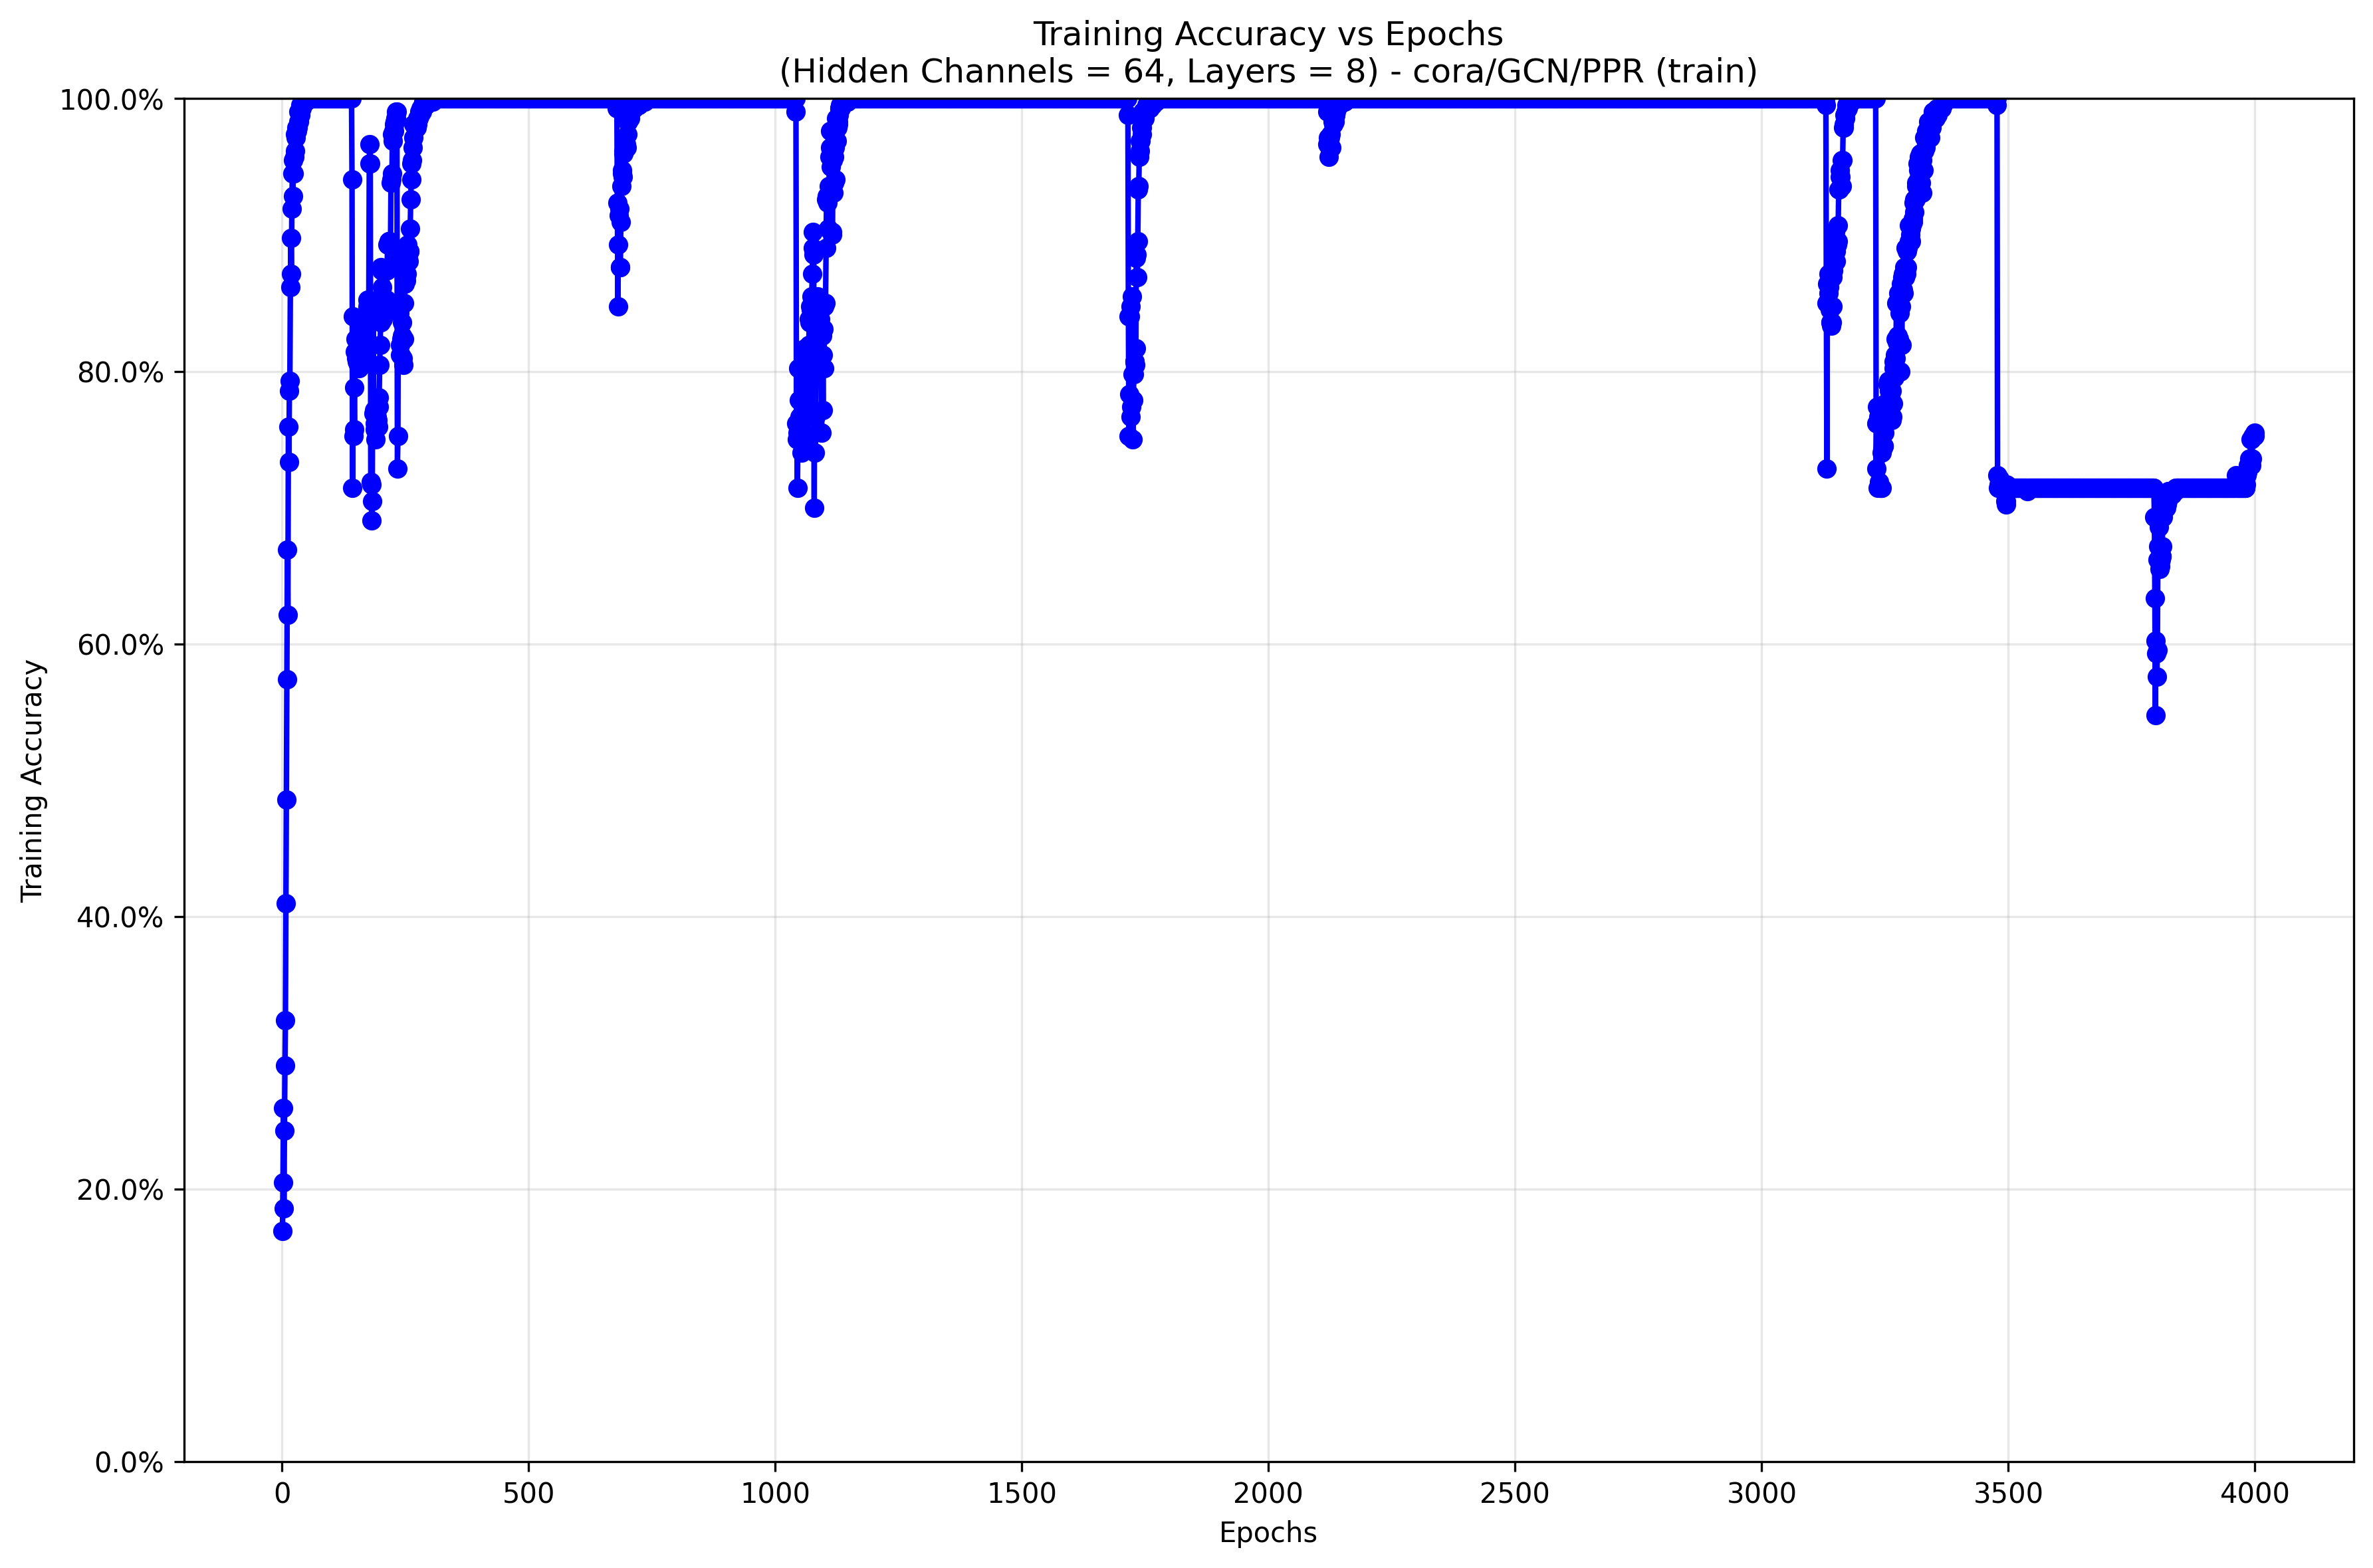 Training Accuracy vs Epochs
(Hidden Channels = 64, Layers = 8) - cora/GCN/PPR (train)
100.0%
80.0%
60.0%
40.0%
20.0%
0.0%
Training Accuracy
0 500 1000 1500 2000 2500 3000 3500 4000
Epochs